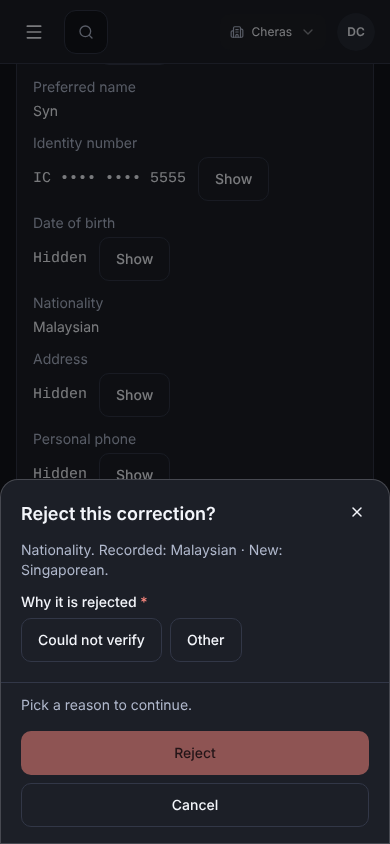 Cheras
DC
Preferred name
Syn
Identity number
IC •••• •••• 5555
Show
Date of birth
Hidden
Show
Nationality
Malaysian
Address
Hidden
Show
Personal phone
Hidden
Show
Reject this correction?
Nationality. Recorded: Malaysian · New:
Singaporean.
Why it is rejected *
Could not verify
Other
Pick a reason to continue.
Reject
Cancel